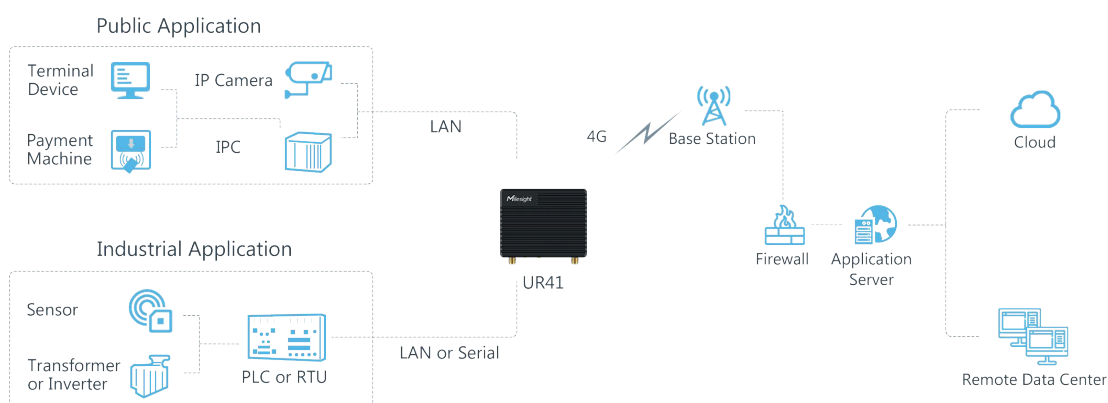 Public Application
Terminal
Device
IP Camera
Payment
Machine
IPC
LAN
4G
Base Station
Cloud
Milesight
UR41
Firewall
Application
Server
Industrial Application
Sensor
Transformer
or Inverter
PLC or RTU
LAN or Serial
Remote Data Center